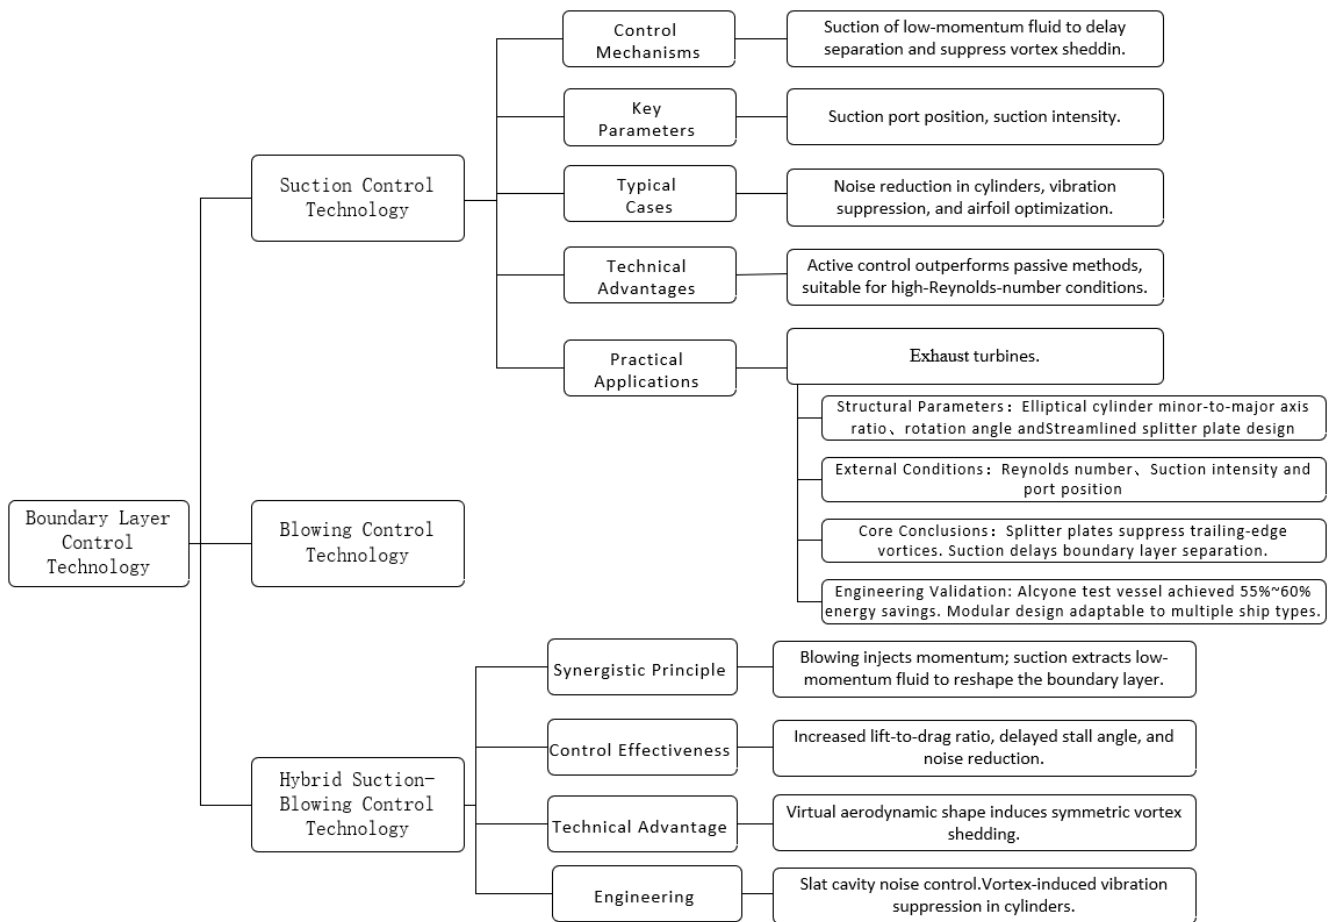 Boundary Layer
Control
Technology
Suction Control
Technology
Control
Mechanisms
Suction of low-momentum fluid to delay
separation and suppress vortex sheddin.
Key
Parameters
Suction port position, suction intensity.
Typical
Cases
Noise reduction in cylinders, vibration
suppression, and airfoil optimization.
Technical
Advantages
Active control outperforms passive methods,
suitable for high-Reynolds-number conditions.
Practical
Applications
Exhaust turbines.
Structural Parameters：Elliptical cylinder minor-to-major axis
ratio、rotation angle andStreamlined splitter plate design
External Conditions：Reynolds number、Suction intensity and
port position
Core Conclusions：Splitter plates suppress trailing-edge
vortices. Suction delays boundary layer separation.
Engineering Validation: Alcyone test vessel achieved 55%~60%
energy savings. Modular design adaptable to multiple ship types.
Blowing Control
Technology
Hybrid Suction-
Blowing Control
Technology
Synergistic Principle
Blowing injects momentum; suction extracts low-
momentum fluid to reshape the boundary layer.
Control Effectiveness
Increased lift-to-drag ratio, delayed stall angle, and
noise reduction.
Technical Advantage
Virtual aerodynamic shape induces symmetric vortex
shedding.
Engineering
Slat cavity noise control.Vortex-induced vibration
suppression in cylinders.